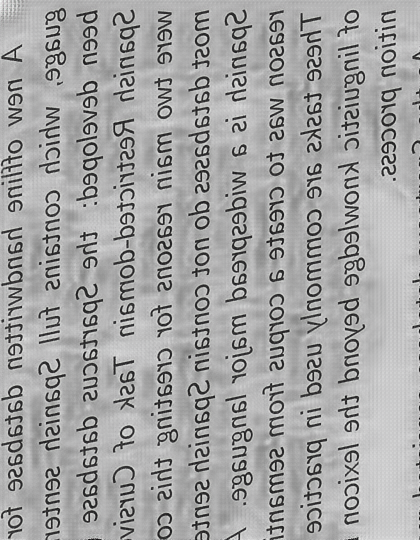 A new offline handwritten database for
guage, which contains full Spanish senten
been developed: the Spartacus database
Spanish Restricted-domain Task of Cursiv
were two main reasons for creating this co
most databases do not contain Spanish sente
Spanish is a widespread major language. A
reason was to create a corpus from semanti
These tasks are commonly used in practice
of linguistic knowledge beyond the lexicon
nition process.